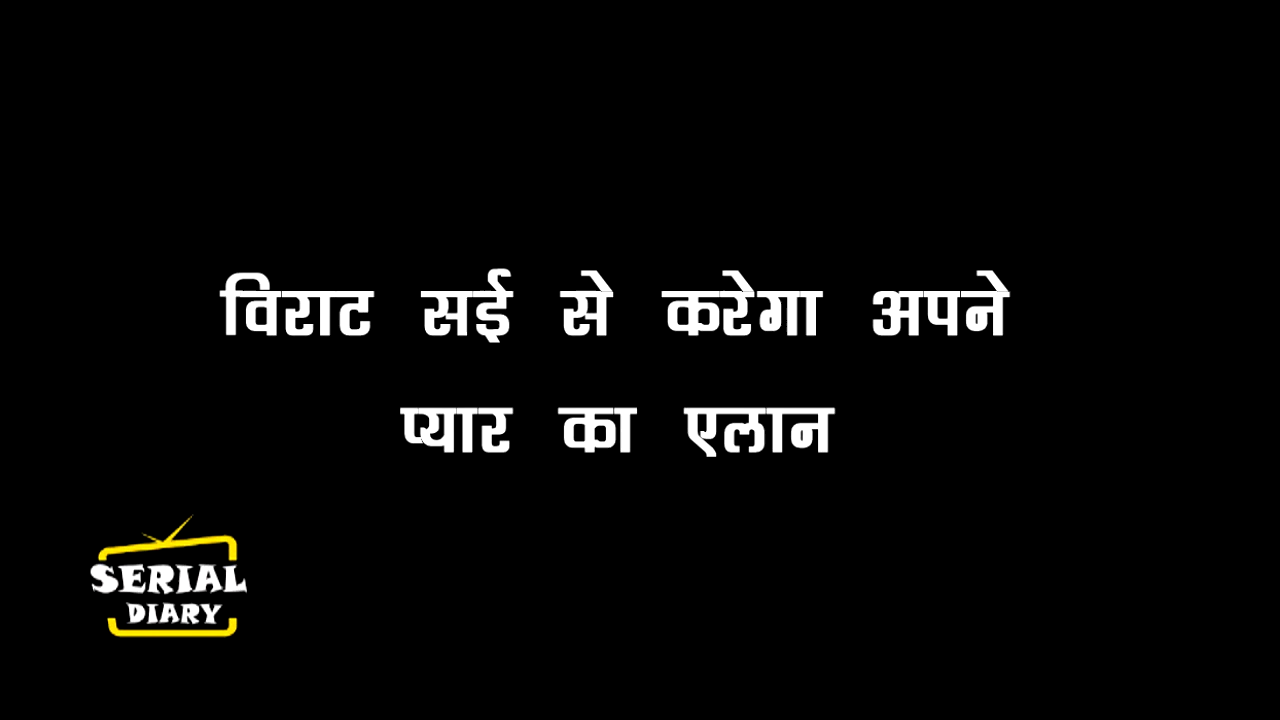 विराट सई से करेगा अपने
प्यार का एलान
SERIAL
DIARY